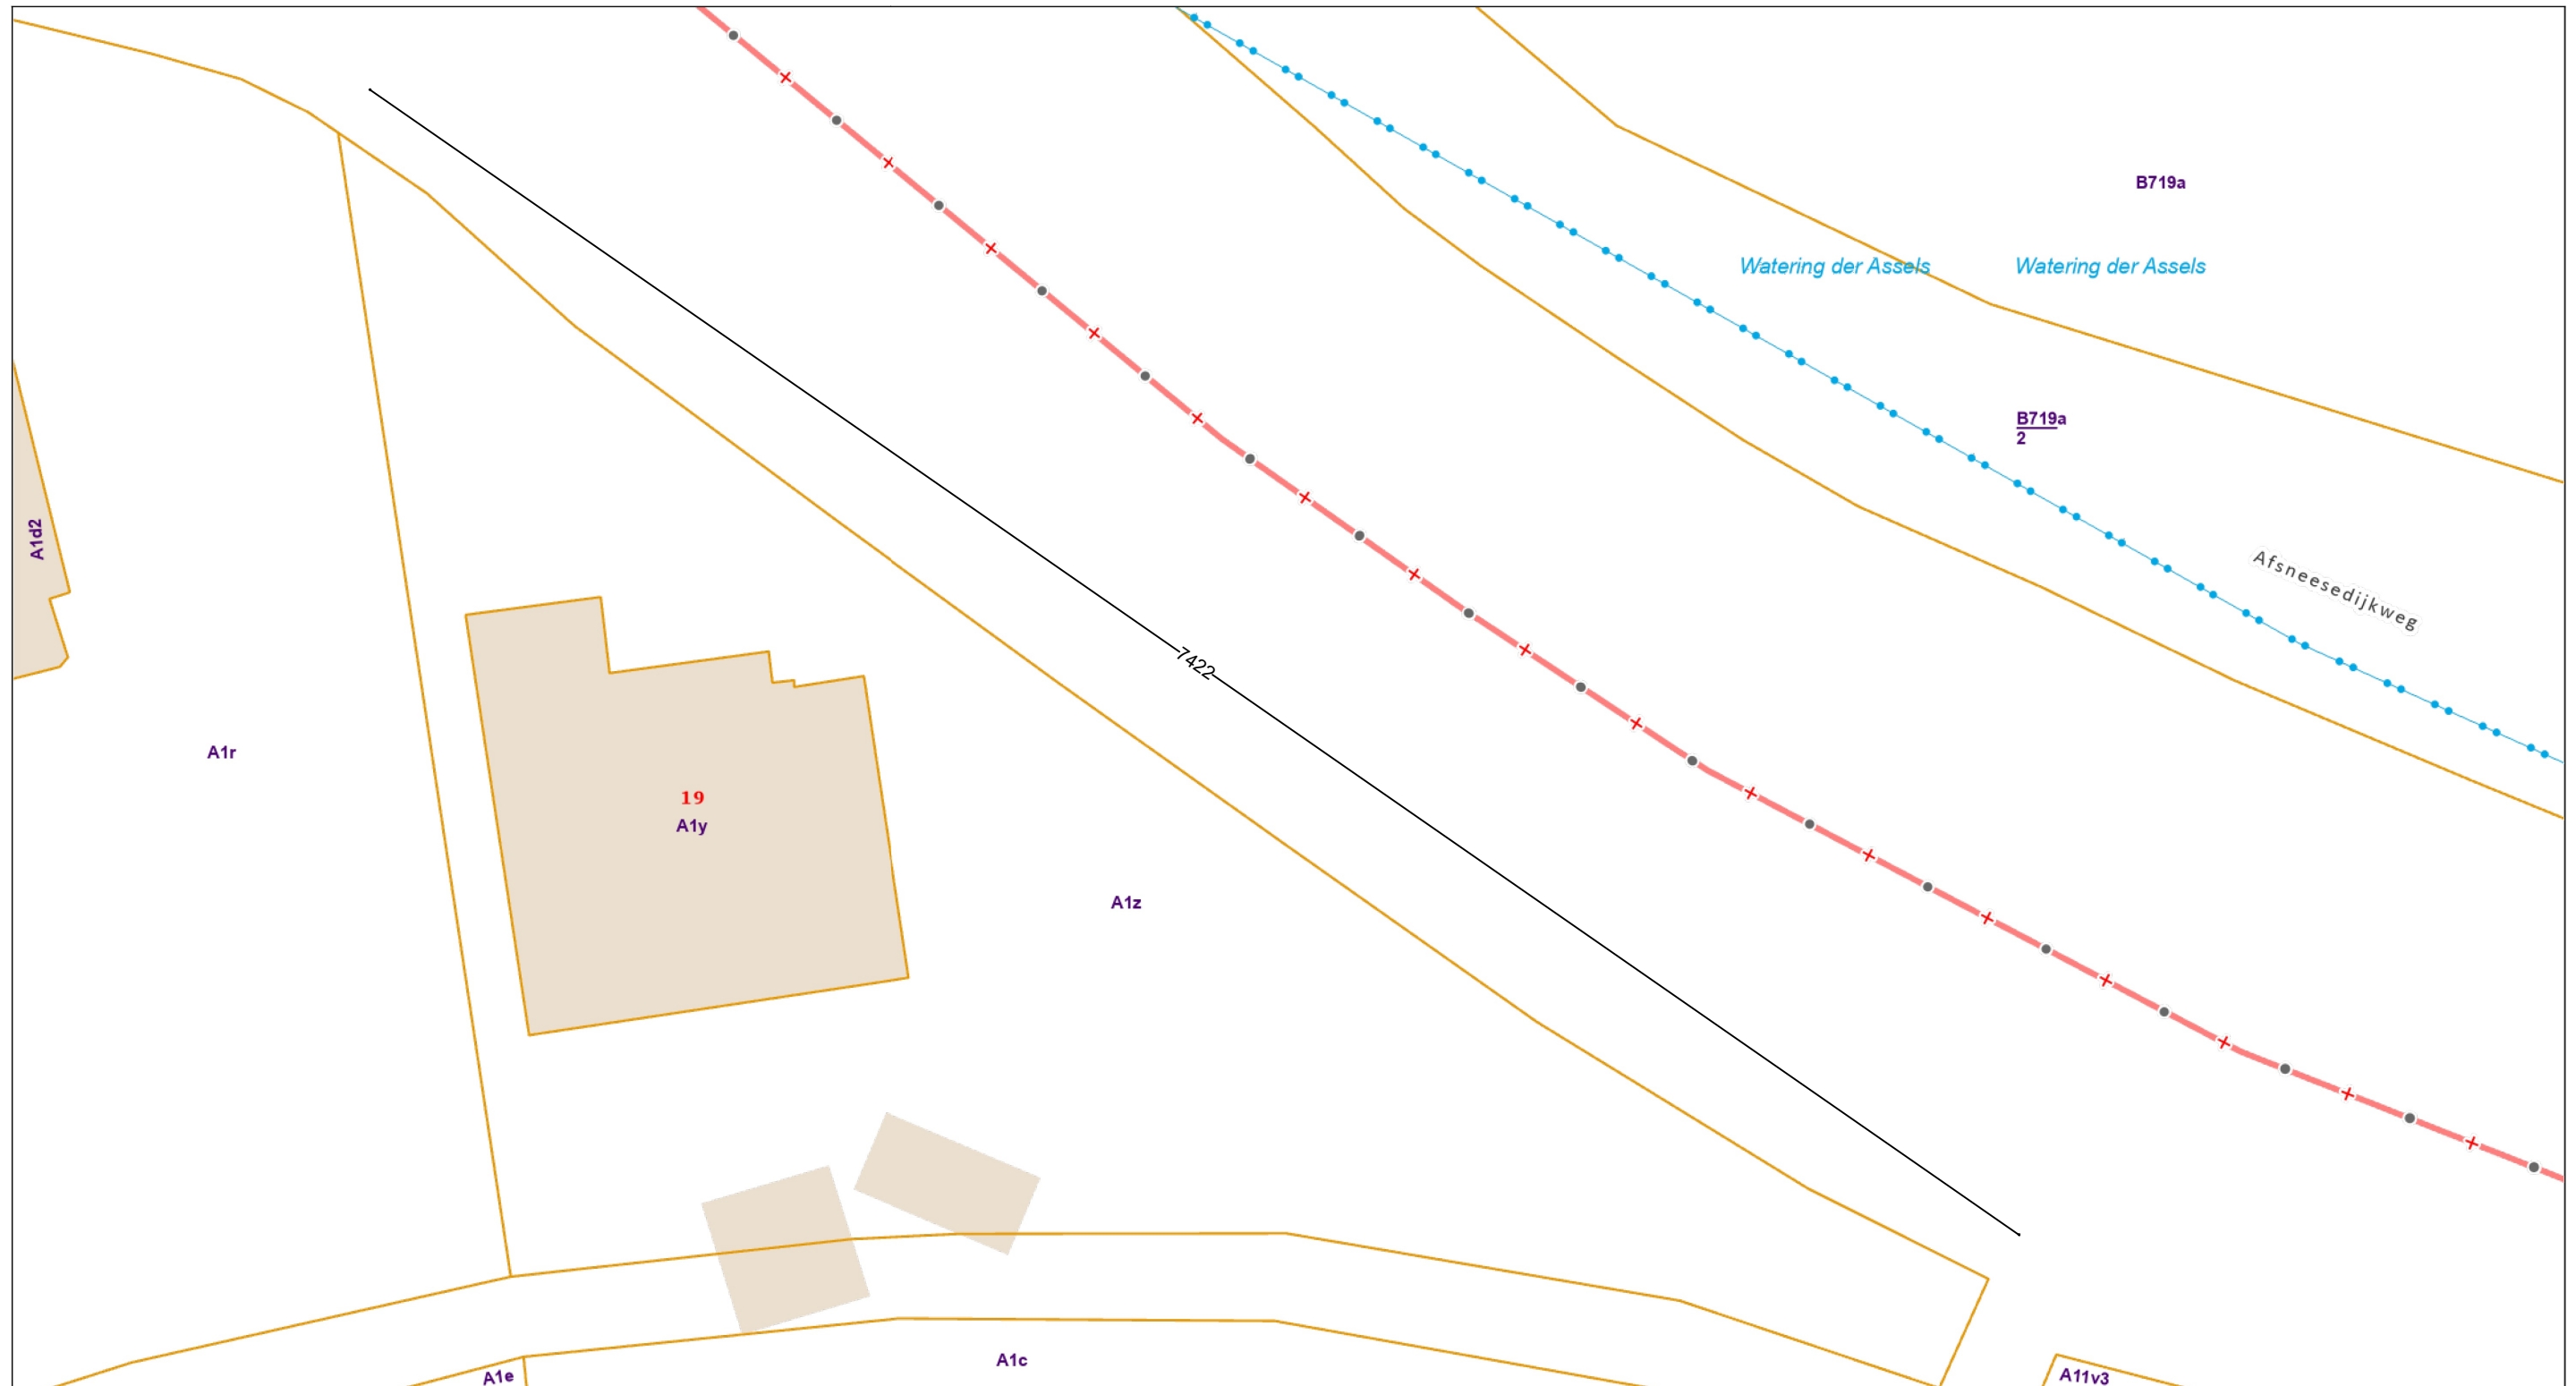 B719a
Watering der Assels
Watering der Assels
B719a
2
A1d2
Afsneesedijkweg
7422
A1r
19
A1y
A1z
A1c
A1e
A11v3